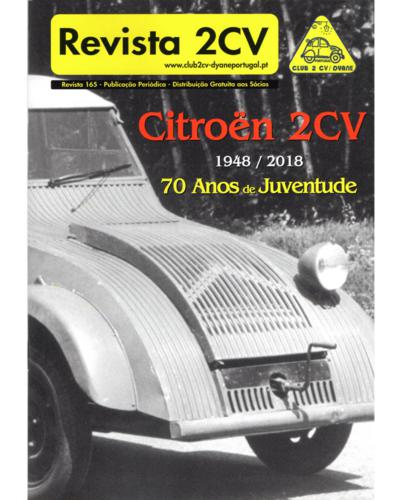 Revista 2CV
www.club2cv-dyaneportugal.pt
CLUB 2 CV/DYANE
Revista 165 - Publicação Periódica - Distribuição Gratuita aos Sócios
Citroën 2CV
1948 / 2018
70 Anos de Juventude